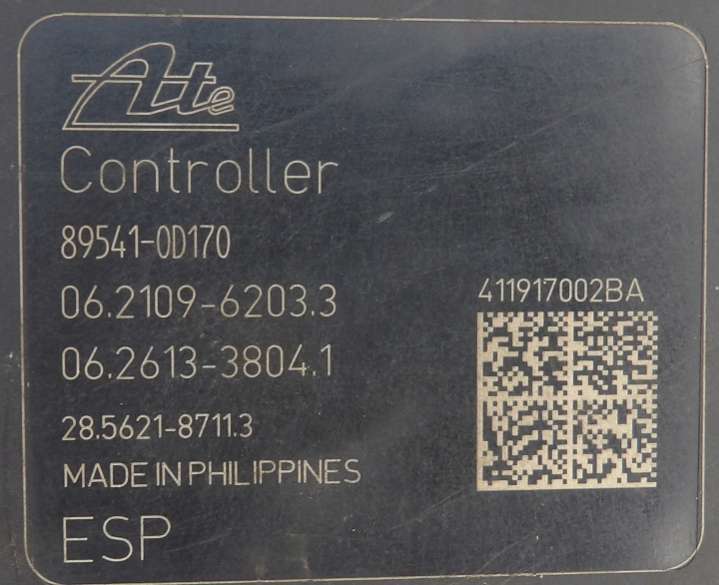 Ate
Controller
89541-0D170
06.2109-6203.3
06.2613-3804.1
28.5621-8711.3
MADE IN PHILIPPINES
ESP
411917002BA